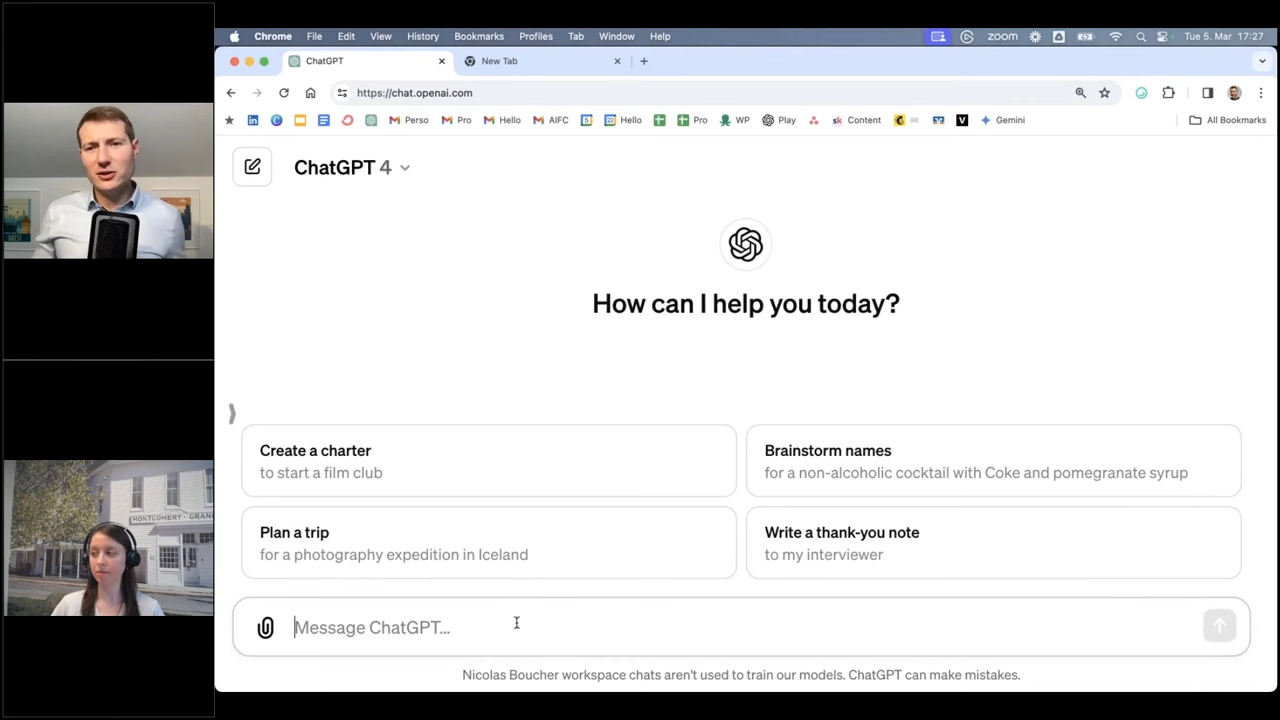 Chrome File Edit View History Bookmarks Profiles Tab Window Help zoom Tue 5. Mar 17:27
ChatGPT New Tab
https://chat.openai.com
Perso Pro Hello AIFC Hello Pro WP Play Content Gemini All Bookmarks
ChatGPT 4
How can I help you today?
Create a charter
to start a film club
Brainstorm names
for a non-alcoholic cocktail with Coke and pomegranate syrup
Plan a trip
for a photography expedition in Iceland
Write a thank-you note
to my interviewer
Message ChatGPT...
Nicolas Boucher workspace chats aren't used to train our models. ChatGPT can make mistakes.
BREST
MONTGOMERY